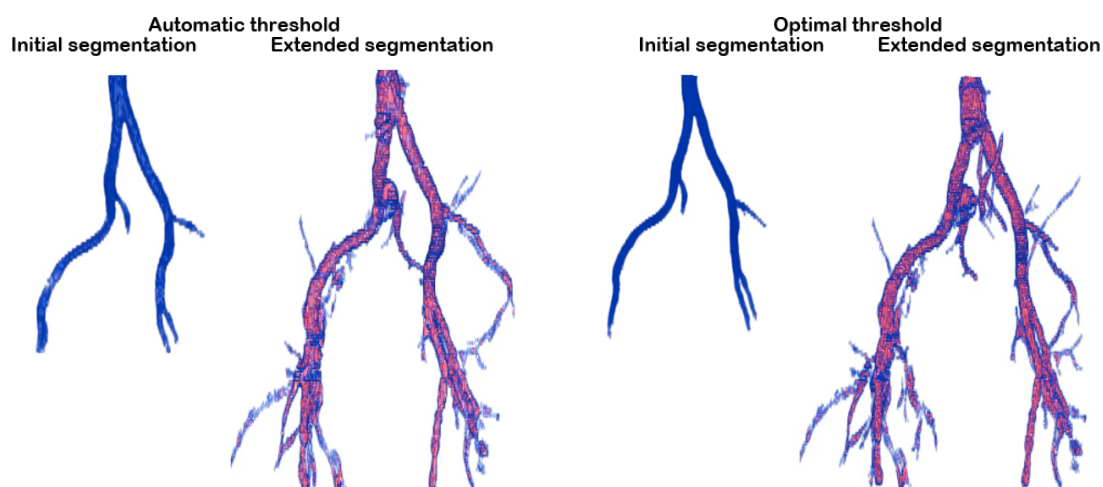 Automatic threshold
Initial segmentation
Extended segmentation
Optimal threshold
Initial segmentation
Extended segmentation